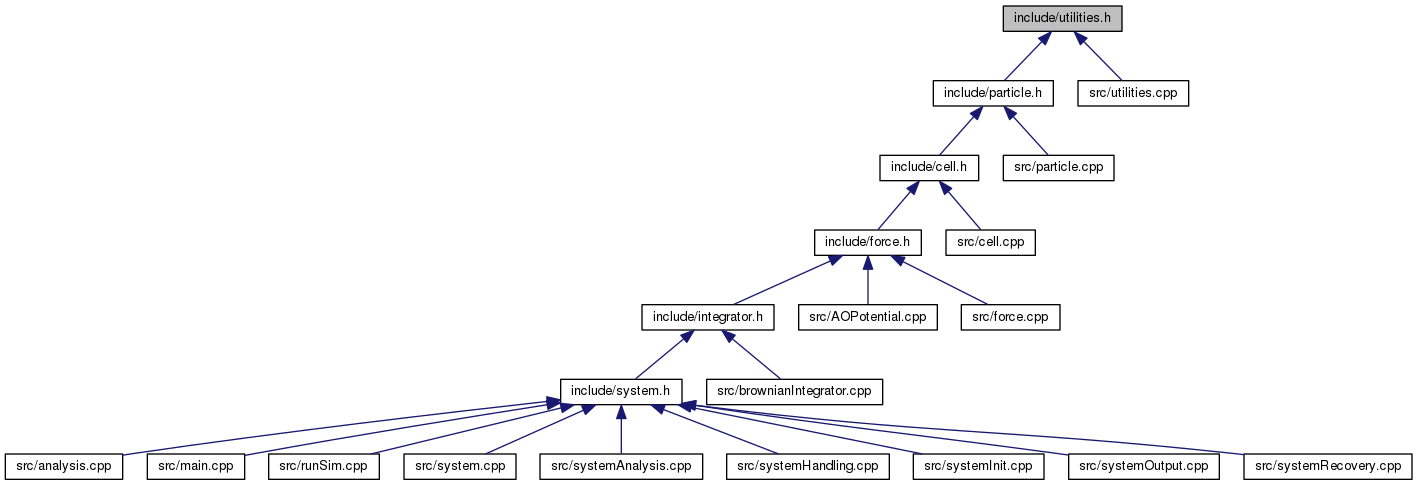 include/utilities.h
include/particle.h
src/utilities.cpp
include/cell.h
src/particle.cpp
include/force.h
src/cell.cpp
include/integrator.h
src/AOPotential.cpp
src/force.cpp
include/system.h
src/brownianIntegrator.cpp
src/analysis.cpp
src/main.cpp
src/runSim.cpp
src/system.cpp
src/systemAnalysis.cpp
src/systemHandling.cpp
src/systemInit.cpp
src/systemOutput.cpp
src/systemRecovery.cpp